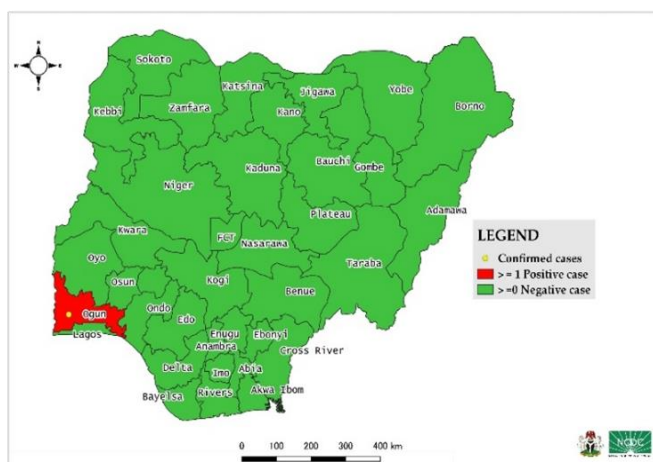 Sokoto
Katsina
Jigawa
Yobe
Borno
Kebbi
Zamfara
Kano
Bauchi
Gombe
Kaduna
Niger
Plateau
Adamawa
Kwara
FCT
Nasarawa
Taraba
Oyo
Osun
Kogi
Benue
Ogun
Lagos
Ondo
Edo
Enugu
Ebonyi
Anambra
Cross River
Delta
Imo
Abia
Bayelsa
Rivers
Akwa Ibom
LEGEND
Confirmed cases
>= 1 Positive case
>=0 Negative case
0 100 200 300 400 km
NCDC